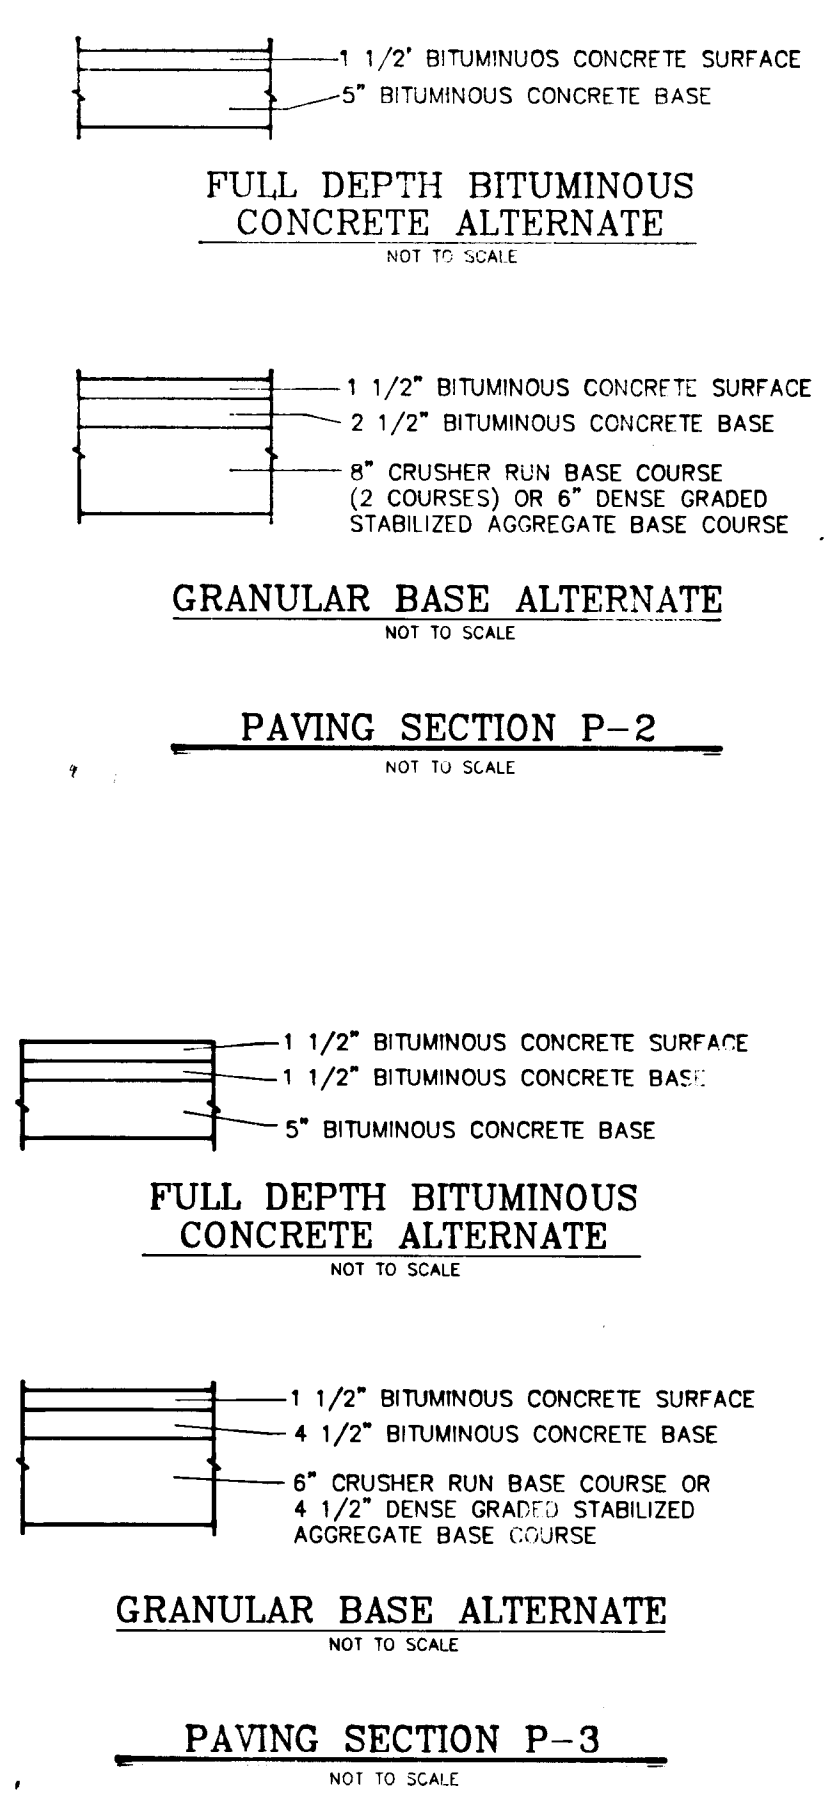 1 1/2' BITUMINUOS CONCRETE SURFACE
5" BITUMINOUS CONCRETE BASE
FULL DEPTH BITUMINOUS
CONCRETE ALTERNATE
NOT TO SCALE
1 1/2" BITUMINOUS CONCRETE SURFACE
2 1/2" BITUMINOUS CONCRETE BASE
8" CRUSHER RUN BASE COURSE
(2 COURSES) OR 6" DENSE GRADED
STABILIZED AGGREGATE BASE COURSE
GRANULAR BASE ALTERNATE
NOT TO SCALE
PAVING SECTION P-2
NOT TO SCALE
1 1/2" BITUMINOUS CONCRETE SURFACE
1 1/2" BITUMINOUS CONCRETE BASE
5" BITUMINOUS CONCRETE BASE
FULL DEPTH BITUMINOUS
CONCRETE ALTERNATE
NOT TO SCALE
1 1/2" BITUMINOUS CONCRETE SURFACE
4 1/2" BITUMINOUS CONCRETE BASE
6" CRUSHER RUN BASE COURSE OR
4 1/2" DENSE GRADED STABILIZED
AGGREGATE BASE COURSE
GRANULAR BASE ALTERNATE
NOT TO SCALE
PAVING SECTION P-3
NOT TO SCALE